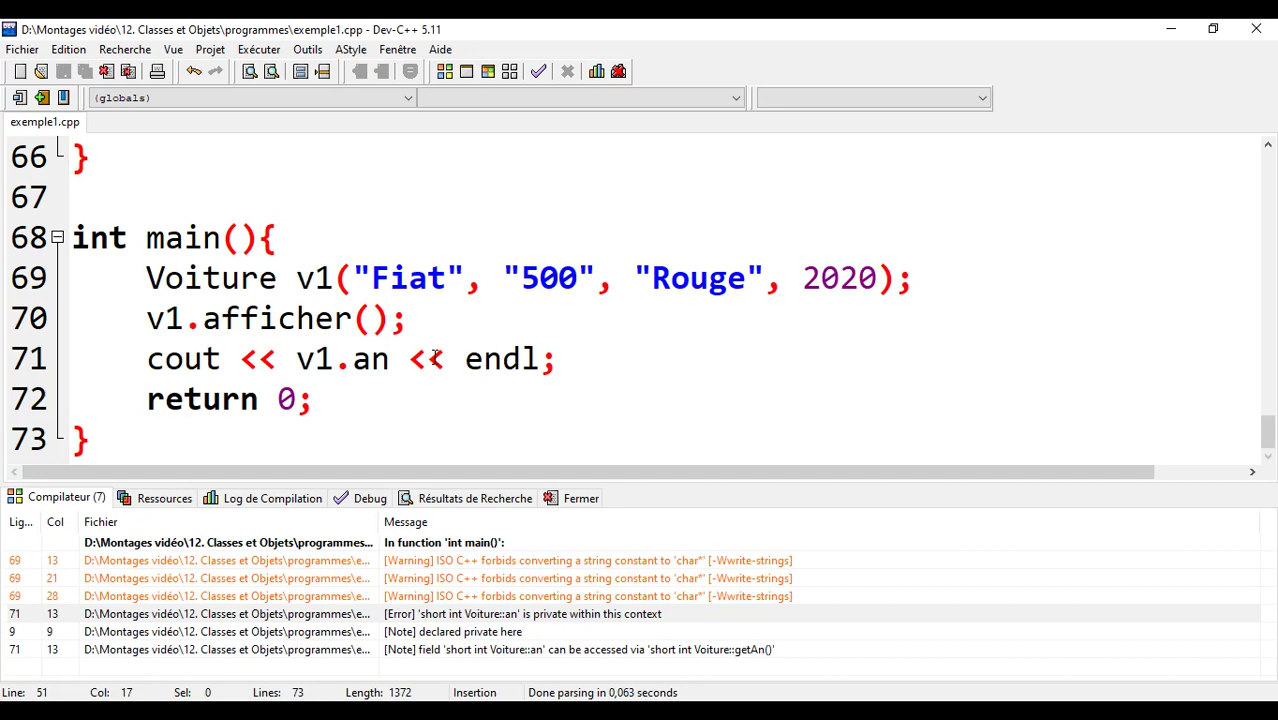 D:\Montages vidéo\12. Classes et Objets\programmes\exemple1.cpp - Dev-C++ 5.11
Fichier Edition Recherche Vue Projet Exécuter Outils AStyle Fenêtre Aide
(globals)
exemple1.cpp
66 }
67
68 int main(){
69 Voiture v1("Fiat", "500", "Rouge", 2020);
70 v1.afficher();
71 cout << v1.an << endl;
72 return 0;
73 }
Compilateur (7) Ressources Log de Compilation Debug Résultats de Recherche Fermer
Lig... Col Fichier Message
D:\Montages vidéo\12. Classes et Objets\programmes... In function 'int main()':
69 13 D:\Montages vidéo\12. Classes et Objets\programmes\e... [Warning] ISO C++ forbids converting a string constant to 'char*' [-Wwrite-strings]
69 21 D:\Montages vidéo\12. Classes et Objets\programmes\e... [Warning] ISO C++ forbids converting a string constant to 'char*' [-Wwrite-strings]
69 28 D:\Montages vidéo\12. Classes et Objets\programmes\e... [Warning] ISO C++ forbids converting a string constant to 'char*' [-Wwrite-strings]
71 13 D:\Montages vidéo\12. Classes et Objets\programmes\e... [Error] 'short int Voiture::an' is private within this context
9 9 D:\Montages vidéo\12. Classes et Objets\programmes\e... [Note] declared private here
71 13 D:\Montages vidéo\12. Classes et Objets\programmes\e... [Note] field 'short int Voiture::an' can be accessed via 'short int Voiture::getAn()'
Line: 51 Col: 17 Sel: 0 Lines: 73 Length: 1372 Insertion Done parsing in 0,063 seconds